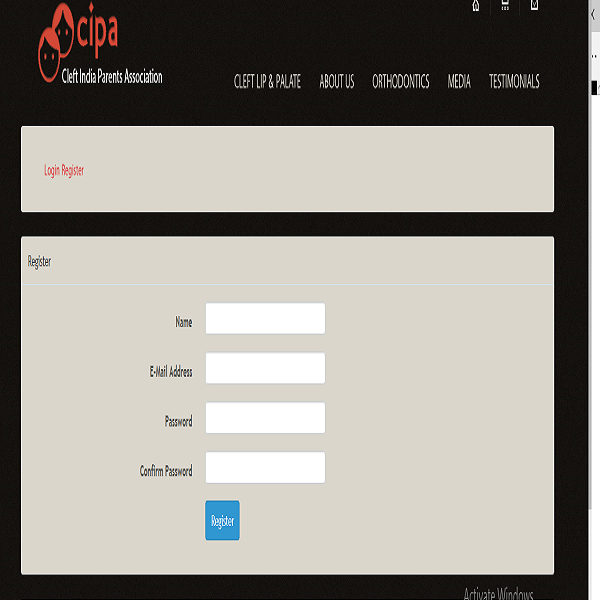 cipa
Cleft India Parents Association
CLEFT LIP & PALATE ABOUT US ORTHODONTICS MEDIA TESTIMONIALS
Login Register
Register
Name
E-Mail Address
Password
Confirm Password
Register
Activate Windows